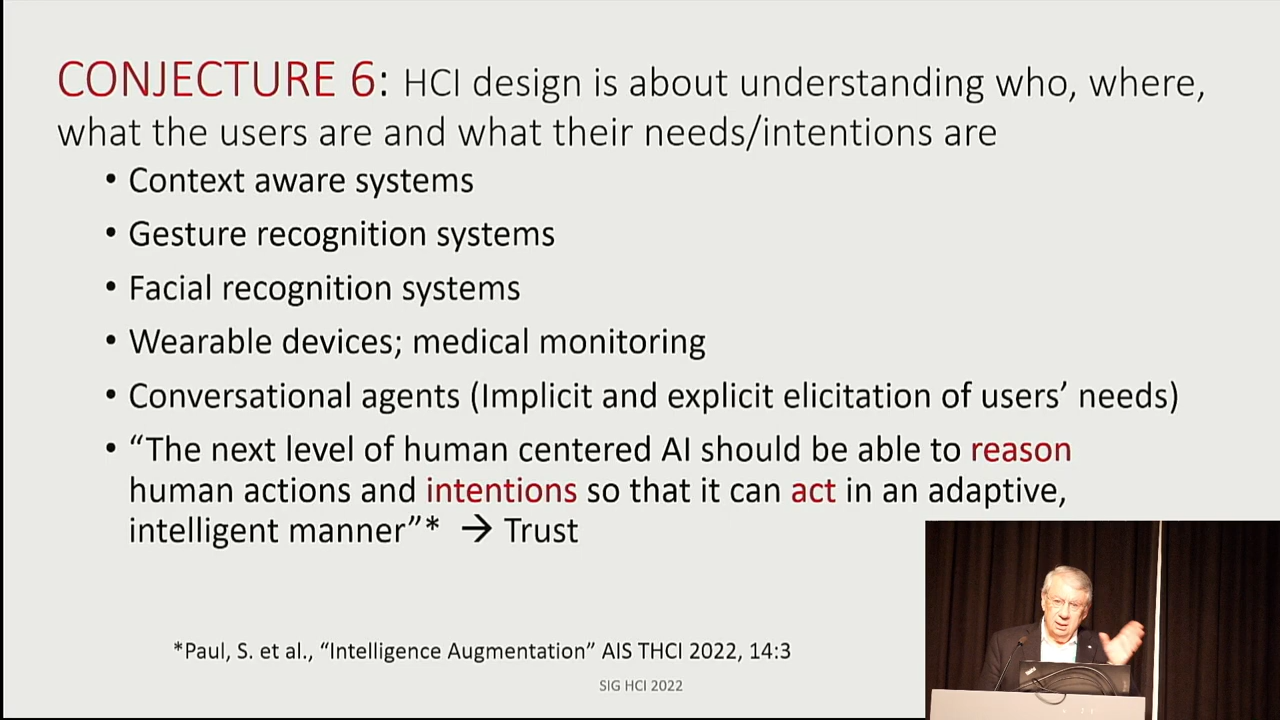 CONJECTURE 6: HCI design is about understanding who, where,
what the users are and what their needs/intentions are
• Context aware systems
• Gesture recognition systems
• Facial recognition systems
• Wearable devices; medical monitoring
• Conversational agents (Implicit and explicit elicitation of users’ needs)
• “The next level of human centered AI should be able to reason
human actions and intentions so that it can act in an adaptive,
intelligent manner”* → Trust
*Paul, S. et al., “Intelligence Augmentation” AIS THCI 2022, 14:3
SIG HCI 2022